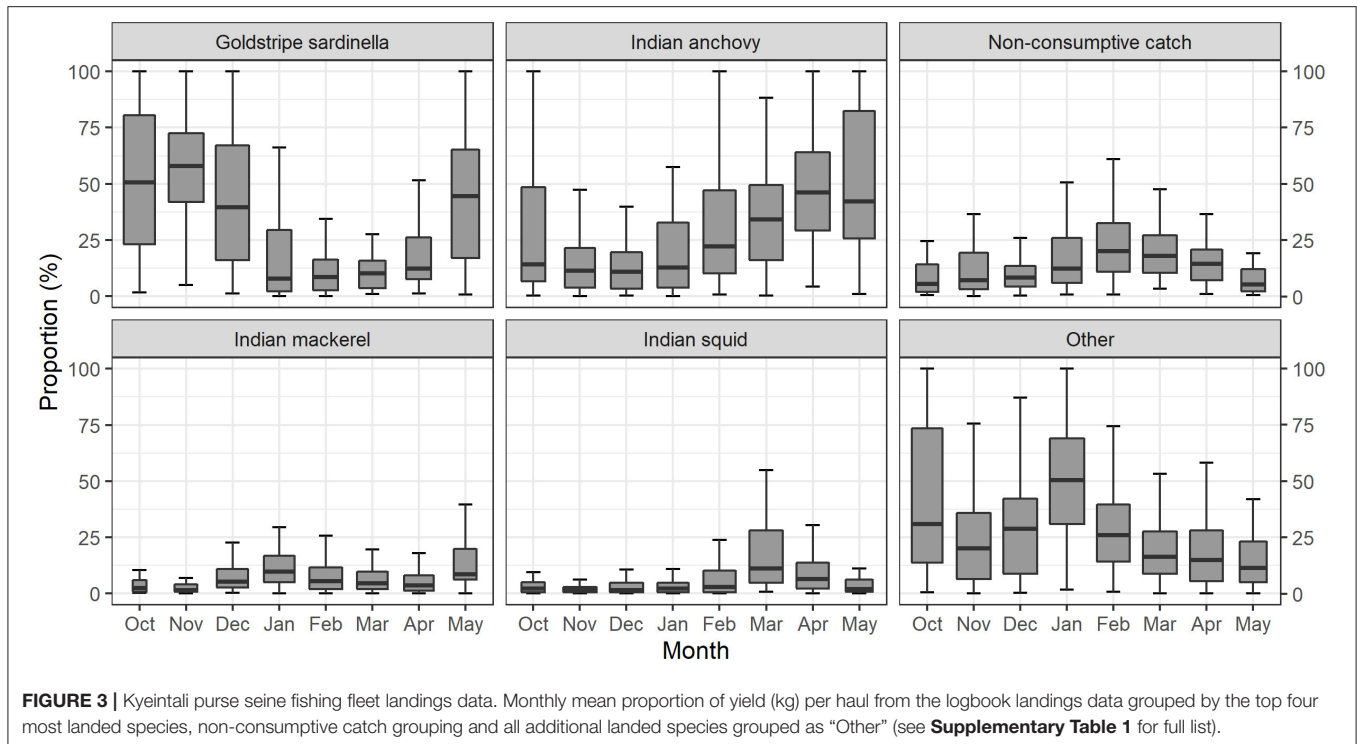 Goldstripe sardinella Indian anchovy Non-consumptive catch
100 100
75 75
50 50
25 25
0 0
Indian mackerel Indian squid Other
100 100
75 75
50 50
25 25
0 0
Proportion (%)
Oct Nov Dec Jan Feb Mar Apr May Oct Nov Dec Jan Feb Mar Apr May Oct Nov Dec Jan Feb Mar Apr May
Month
FIGURE 3 | Kyeintali purse seine fishing fleet landings data. Monthly mean proportion of yield (kg) per haul from the logbook landings data grouped by the top four
most landed species, non-consumptive catch grouping and all additional landed species grouped as “Other” (see Supplementary Table 1 for full list).